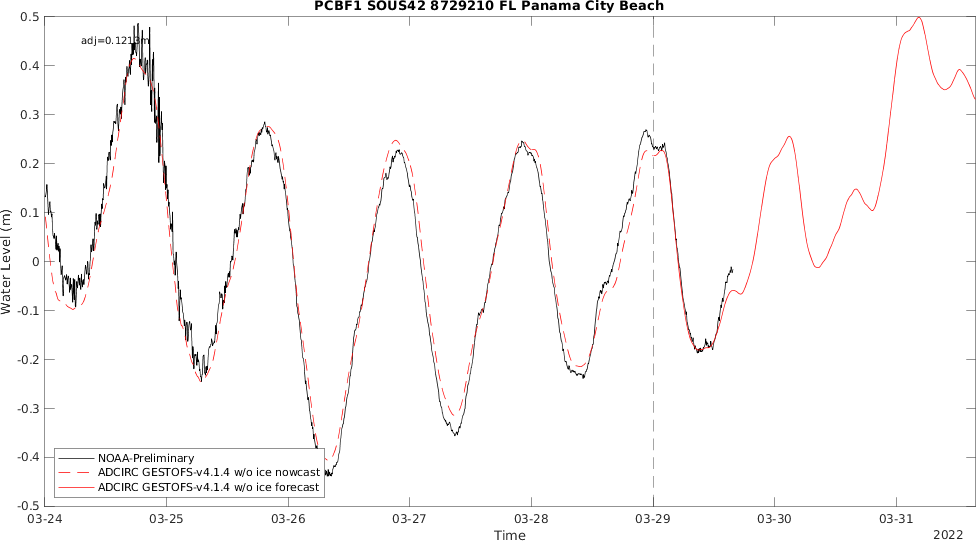 PCBF1 SOUS42 8729210 FL Panama City Beach
adj=0.1213m
0.5
0.4
0.3
0.2
0.1
0
-0.1
-0.2
-0.3
-0.4
-0.5
Water Level (m)
NOAA-Preliminary
ADCIRC GESTOFS-v4.1.4 w/o ice nowcast
ADCIRC GESTOFS-v4.1.4 w/o ice forecast
03-24 03-25 03-26 03-27 03-28 03-29 03-30 03-31
Time
2022